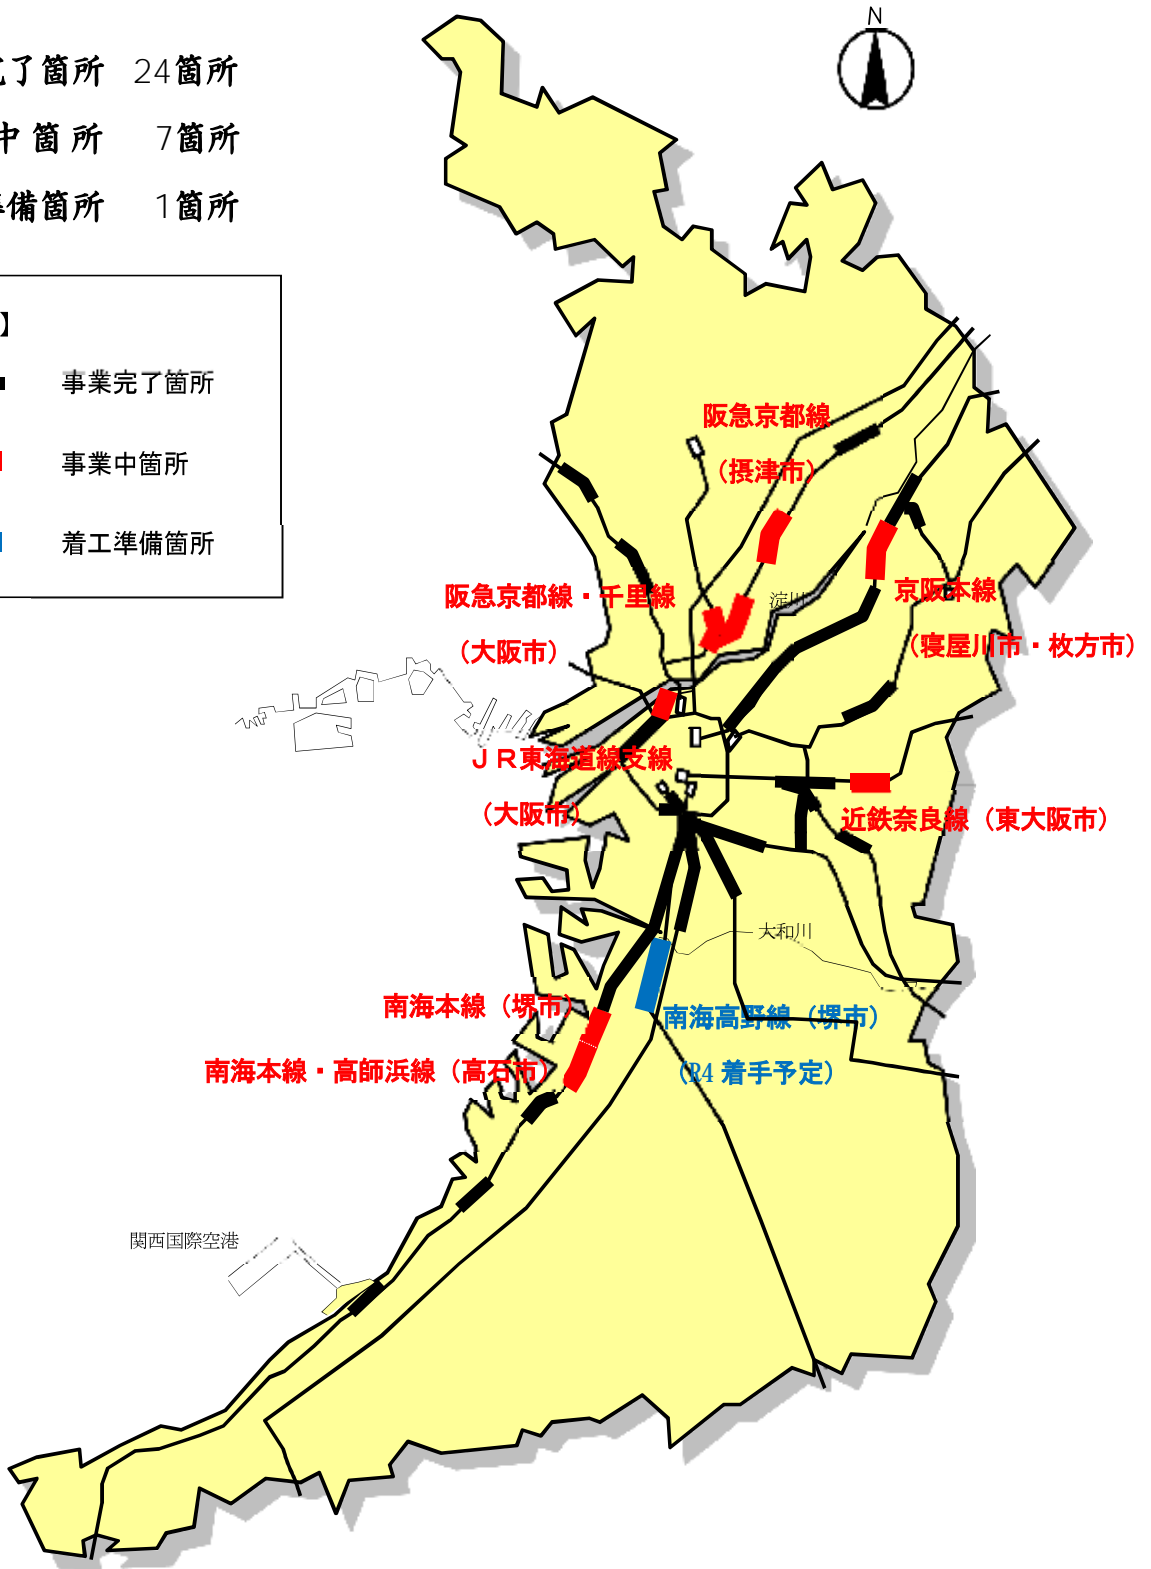 N
了箇所 24箇所
中箇所 7箇所
備箇所 1箇所
】
事業完了箇所
事業中箇所
着工準備箇所
阪急京都線
（摂津市）
阪急京都線・千里線
（大阪市）
淀川
京阪本線
（寝屋川市・枚方市）
ＪＲ東海道線支線
（大阪市）
近鉄奈良線（東大阪市）
大和川
南海本線（堺市）
南海高野線（堺市）
（R4 着手予定）
南海本線・高師浜線（高石市）
関西国際空港